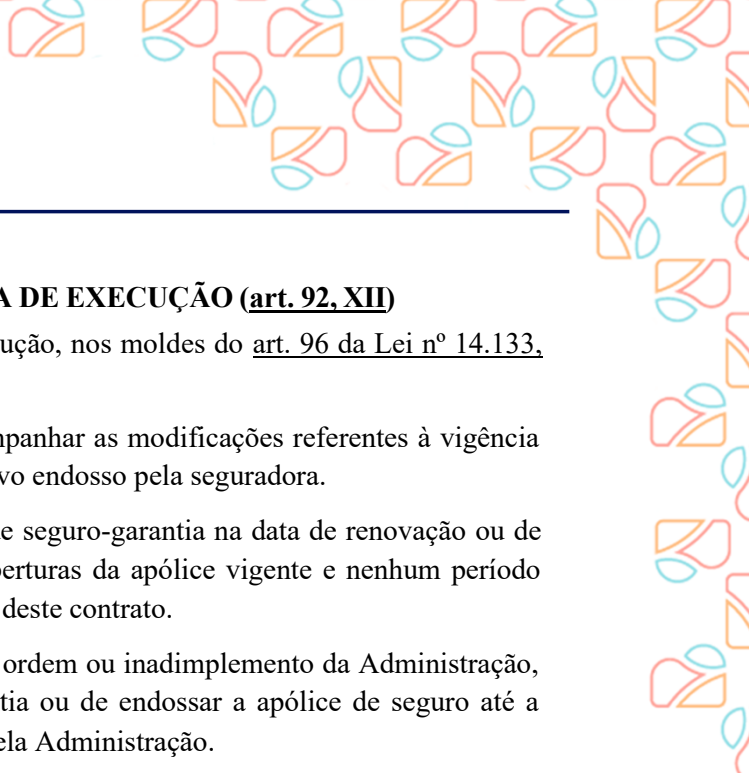 A DE EXECUÇÃO (art. 92, XII)
ução, nos moldes do art. 96 da Lei nº 14.133,
mpanhar as modificações referentes à vigência
vo endosso pela seguradora.
e seguro-garantia na data de renovação ou de
erturas da apólice vigente e nenhum período
deste contrato.
ordem ou inadimplemento da Administração,
tia ou de endossar a apólice de seguro até a
ela Administração.